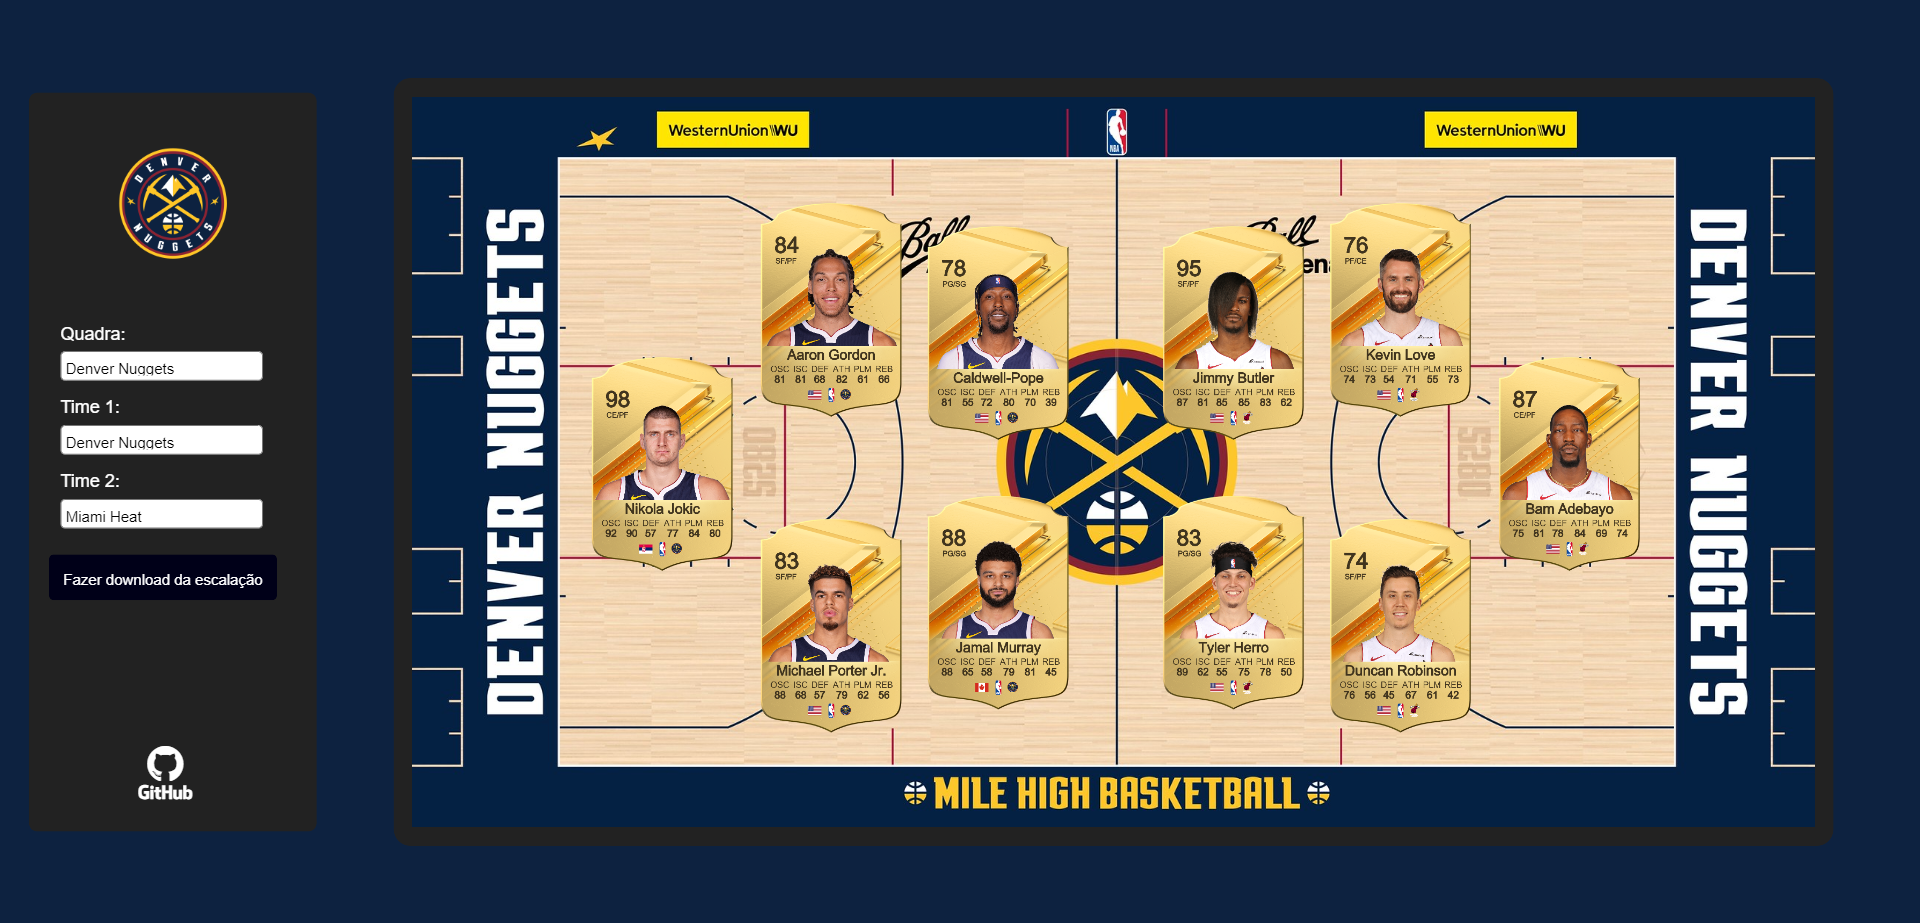 DENVER
NUGGETS
Quadra:
Denver Nuggets
Time 1:
Denver Nuggets
Time 2:
Miami Heat
Fazer download da escalação
GitHub
WesternUnion\\WU
NBA
WesternUnion\\WU
DENVER NUGGETS
DENVER NUGGETS
Ball
Ball
84
SF/PF
Aaron Gordon
OSC ISC DEF ATH PLM REB
81 81 68 82 61 66
78
PG/SG
Caldwell-Pope
OSC ISC DEF ATH PLM REB
81 55 72 80 70 39
95
SF/PF
Jimmy Butler
OSC ISC DEF ATH PLM REB
87 81 85 85 83 62
76
PF/CE
Kevin Love
OSC ISC DEF ATH PLM REB
74 73 54 71 55 73
98
CE/PF
Nikola Jokic
OSC ISC DEF ATH PLM REB
92 90 57 77 84 80
5280
5280
87
CE/PF
Bam Adebayo
OSC ISC DEF ATH PLM REB
75 81 78 84 69 74
83
SF/PF
Michael Porter Jr.
OSC ISC DEF ATH PLM REB
88 68 57 79 62 56
88
PG/SG
Jamal Murray
OSC ISC DEF ATH PLM REB
88 65 58 79 81 45
83
PG/SG
Tyler Herro
OSC ISC DEF ATH PLM REB
89 62 55 75 78 50
74
SF/PF
Duncan Robinson
OSC ISC DEF ATH PLM REB
76 56 45 67 61 42
MILE HIGH BASKETBALL